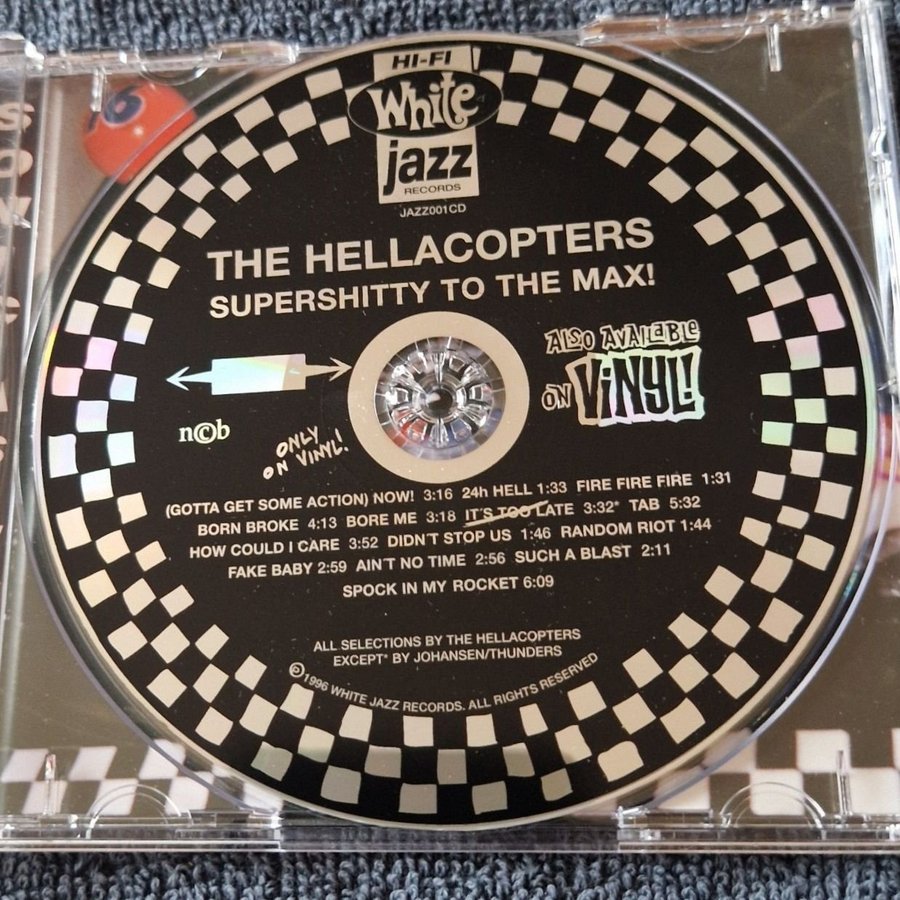 HI-FI
White
jazz
RECORDS
JAZZ001CD
THE HELLACOPTERS
SUPERSHITTY TO THE MAX!
ALSO AVAILABLE
ON VINYL!
n©b
ONLY
ON VINYL!
(GOTTA GET SOME ACTION) NOW! 3:16 24h HELL 1:33 FIRE FIRE FIRE 1:31
BORN BROKE 4:13 BORE ME 3:18 IT'S TOO LATE 3:32* TAB 5:32
HOW COULD I CARE 3:52 DIDN'T STOP US 1:46 RANDOM RIOT 1:44
FAKE BABY 2:59 AIN'T NO TIME 2:56 SUCH A BLAST 2:11
SPOCK IN MY ROCKET 6:09
ALL SELECTIONS BY THE HELLACOPTERS
EXCEPT* BY JOHANSEN/THUNDERS
℗1996 WHITE JAZZ RECORDS. ALL RIGHTS RESERVED
76